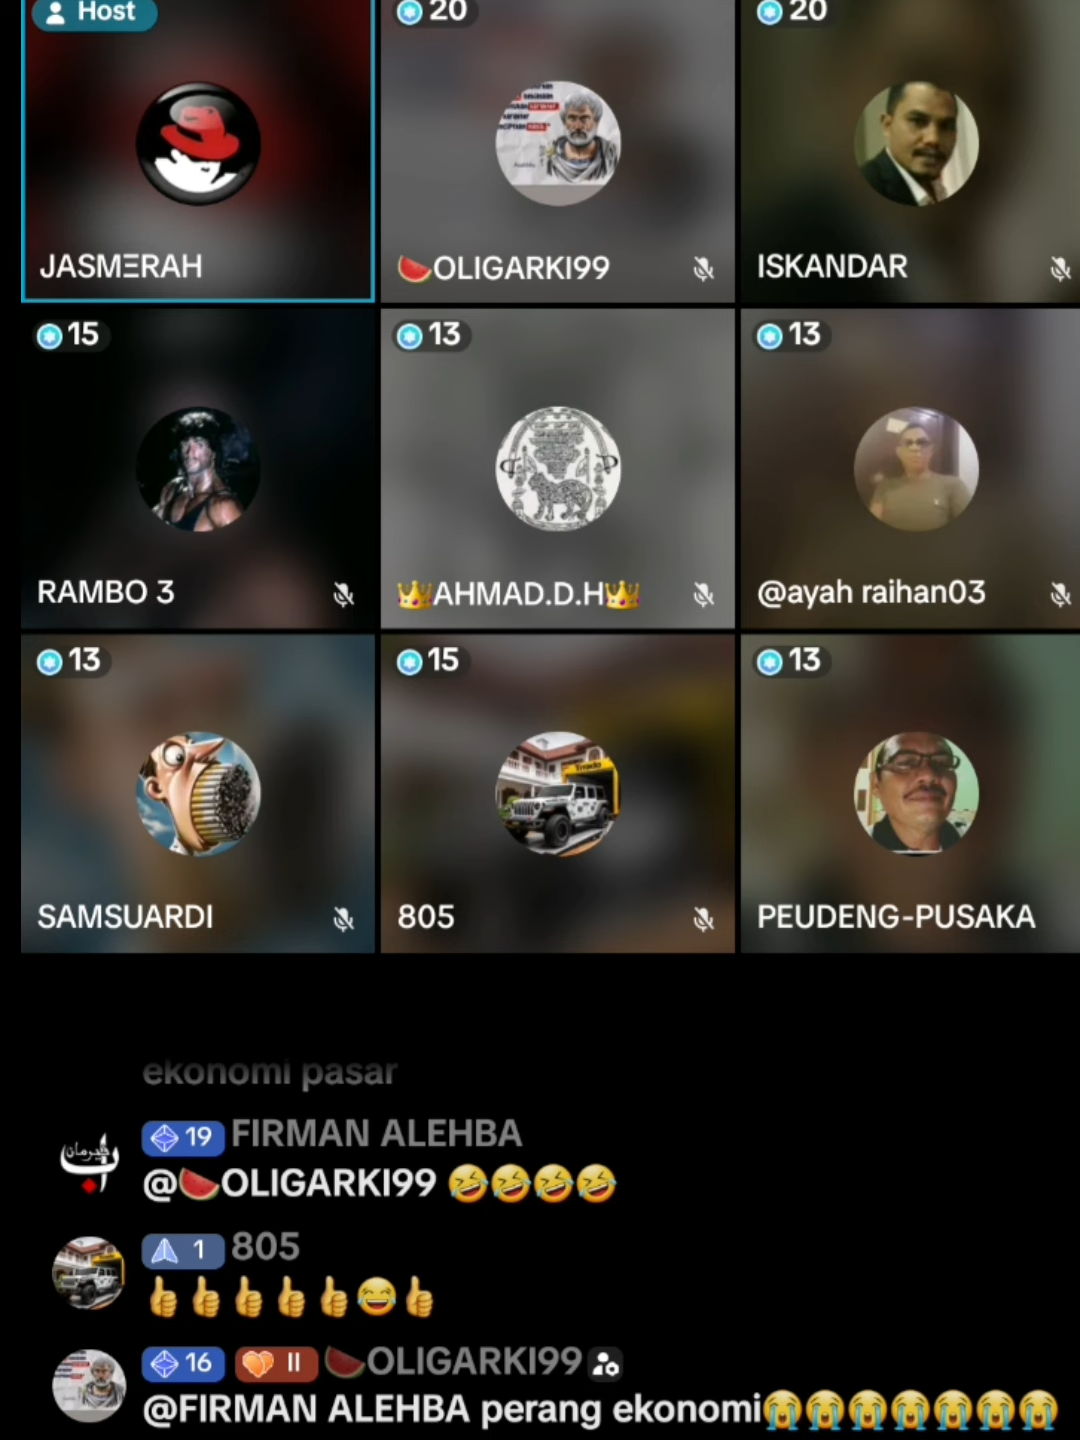 Host
20
20
JASMΞRAH
🍉OLIGARKI99
ISKANDAR
15
13
13
RAMBO 3
👑AHMAD.D.H👑
@ayah raihan03
13
15
13
SAMSUARDI
805
PEUDENG-PUSAKA
ekonomi pasar
19 FIRMAN ALEHBA
@🍉OLIGARKI99 🤣🤣🤣🤣
1 805
👍👍👍👍👍😂👍
16 II 🍉OLIGARKI99
@FIRMAN ALEHBA perang ekonomi😭😭😭😭😭😭😭